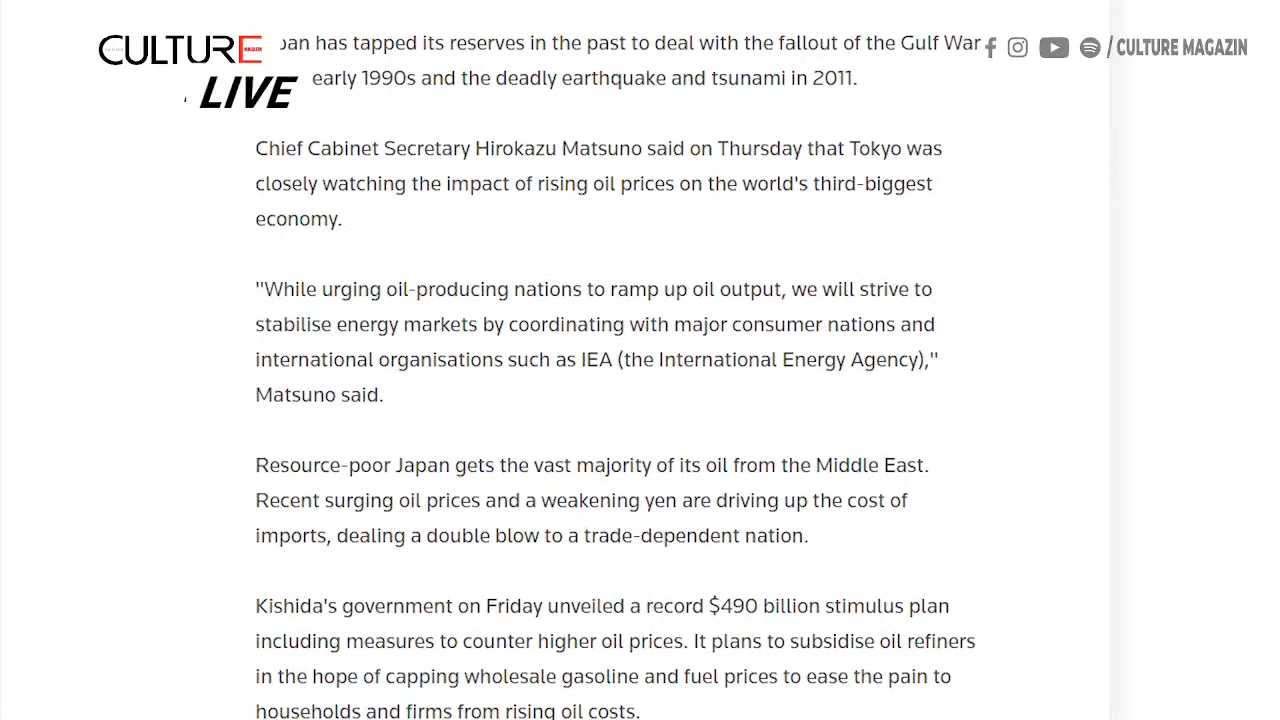 CULTURE
MAGAZIN
LIVE
/ CULTURE MAGAZIN
pan has tapped its reserves in the past to deal with the fallout of the Gulf War
early 1990s and the deadly earthquake and tsunami in 2011.
Chief Cabinet Secretary Hirokazu Matsuno said on Thursday that Tokyo was
closely watching the impact of rising oil prices on the world's third-biggest
economy.
"While urging oil-producing nations to ramp up oil output, we will strive to
stabilise energy markets by coordinating with major consumer nations and
international organisations such as IEA (the International Energy Agency),"
Matsuno said.
Resource-poor Japan gets the vast majority of its oil from the Middle East.
Recent surging oil prices and a weakening yen are driving up the cost of
imports, dealing a double blow to a trade-dependent nation.
Kishida's government on Friday unveiled a record $490 billion stimulus plan
including measures to counter higher oil prices. It plans to subsidise oil refiners
in the hope of capping wholesale gasoline and fuel prices to ease the pain to
households and firms from rising oil costs.